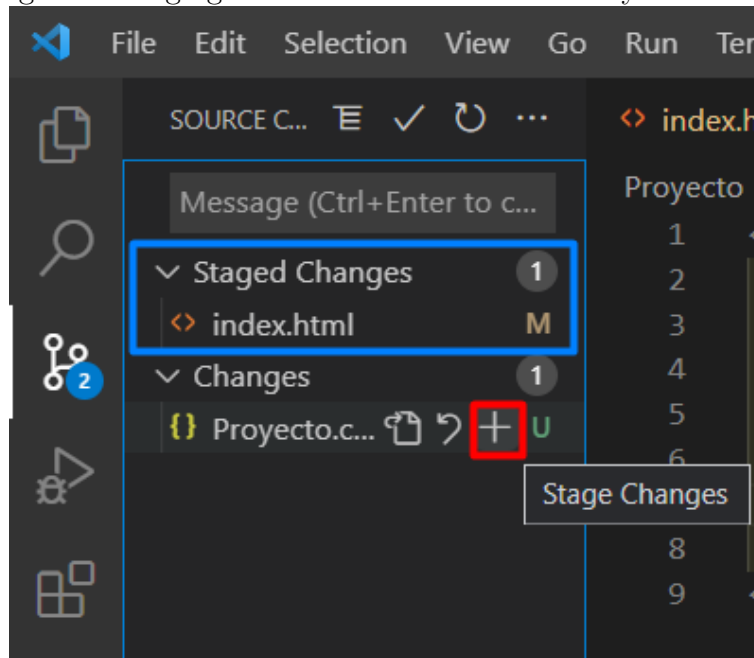 File Edit Selection View Go Run Ter
SOURCE C...
index.h
Message (Ctrl+Enter to c...
Proyecto
Staged Changes 1
index.html M
Changes 1
Proyecto.c... U
Stage Changes
2
1
2
3
4
5
6
8
9